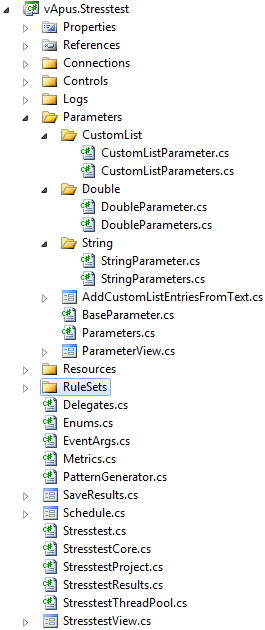 vApus.Stresstest
Properties
References
Connections
Controls
Logs
Parameters
CustomList
CustomListParameter.cs
CustomListParameters.cs
Double
DoubleParameter.cs
DoubleParameters.cs
String
StringParameter.cs
StringParameters.cs
AddCustomListEntriesFromText.cs
BaseParameter.cs
Parameters.cs
ParameterView.cs
Resources
RuleSets
Delegates.cs
Enums.cs
EventArgs.cs
Metrics.cs
PatternGenerator.cs
SaveResults.cs
Schedule.cs
Stresstest.cs
StresstestCore.cs
StresstestProject.cs
StresstestResults.cs
StresstestThreadPool.cs
StresstestView.cs